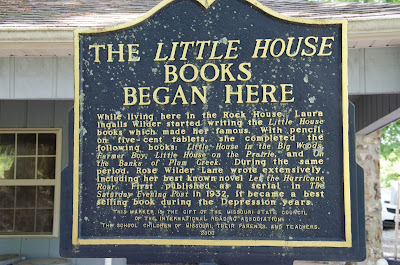 THE LITTLE HOUSE
BOOKS
BEGAN HERE
While living here in the Rock House, Laura
Ingalls Wilder started writing the Little House
books which made her famous. With pencil,
on five-cent tablets, she completed the
following books: Little House in the Big Woods,
Farmer Boy, Little House on the Prairie, and On
the Banks of Plum Creek. During the same
period, Rose Wilder Lane wrote extensively,
including her best known novel Let the Hurricane
Roar. First published as a serial in The
Saturday Evening Post in 1932, it became a best
selling book during the Depression years.
THIS MARKER IS THE GIFT OF THE MISSOURI STATE COUNCIL
OF THE INTERNATIONAL READING ASSOCIATION;
THE SCHOOL CHILDREN OF MISSOURI, THEIR PARENTS AND TEACHERS.